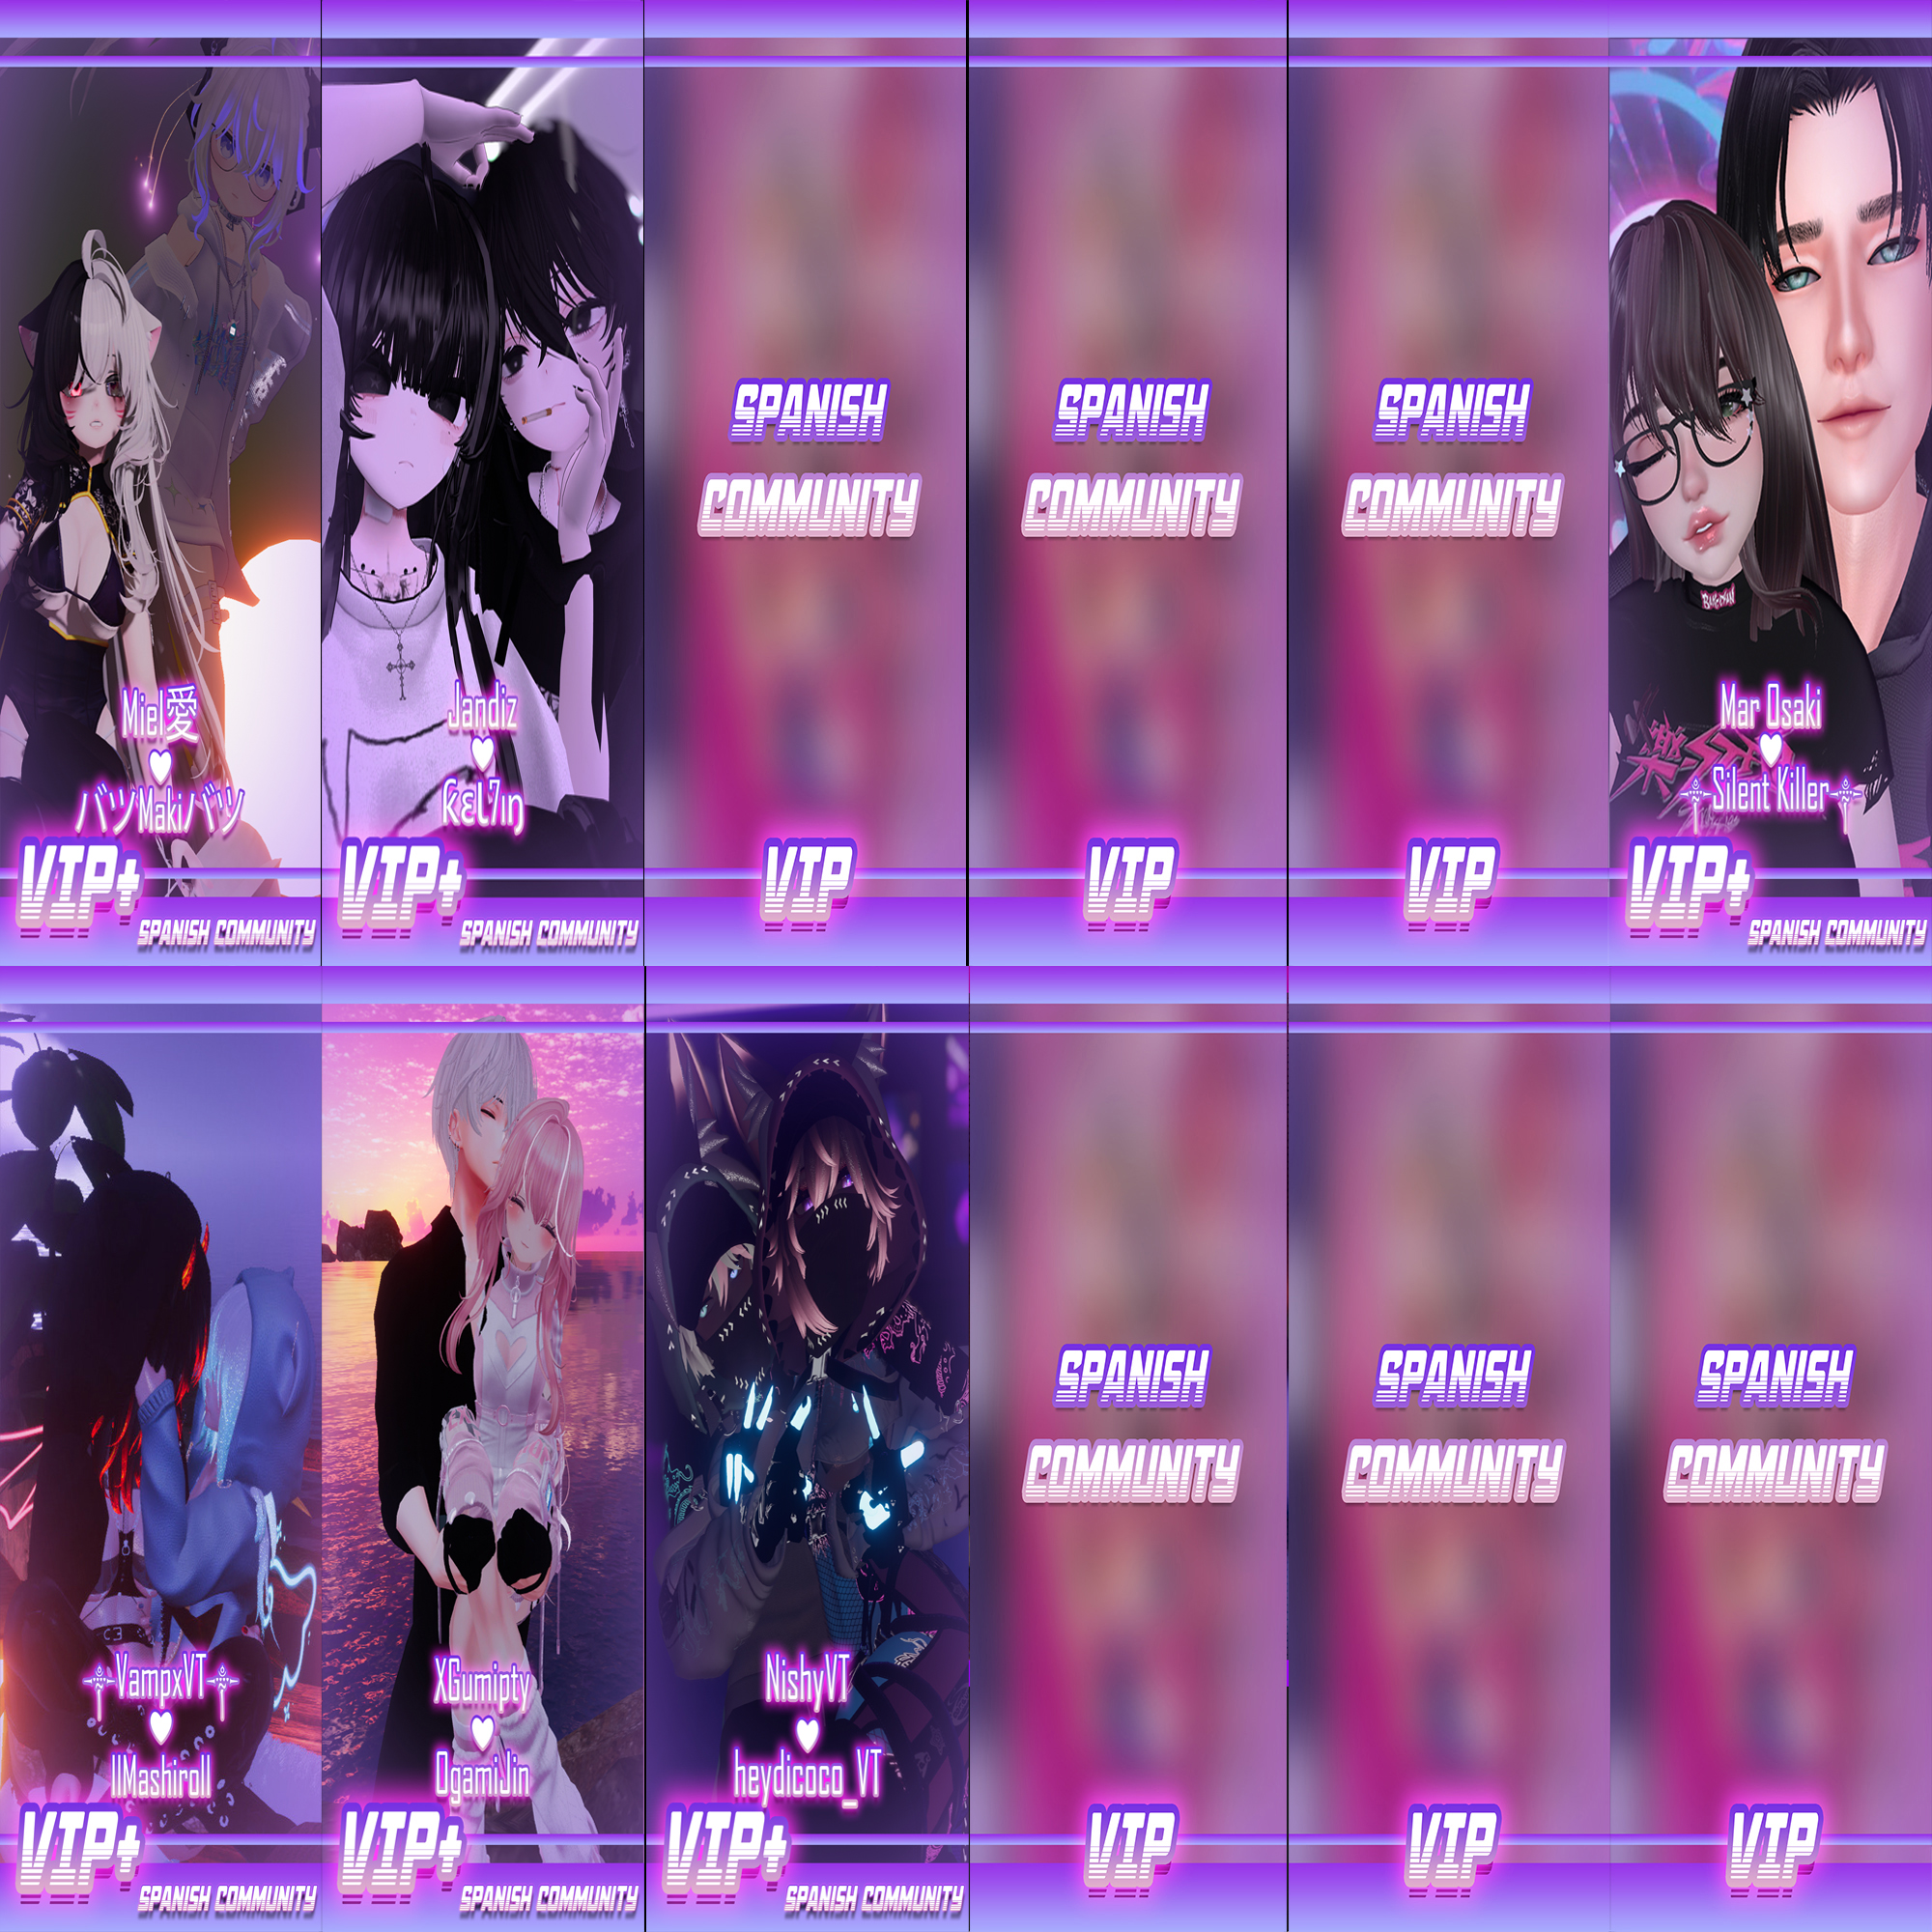 Miel愛
バツMakiバツ
VIP+
SPANISH COMMUNITY
Jandiz
VIP+
SPANISH COMMUNITY
SPANISH
COMMUNITY
VIP
SPANISH
COMMUNITY
VIP
SPANISH
COMMUNITY
VIP
Mar Osaki
Silent Killer
VIP+
SPANISH COMMUNITY
VampxVT
llMashiroll
VIP+
SPANISH COMMUNITY
XGumipty
OgamiJin
VIP+
SPANISH COMMUNITY
NishyVT
heydicoco_VT
VIP+
SPANISH COMMUNITY
SPANISH
COMMUNITY
VIP
SPANISH
COMMUNITY
VIP
SPANISH
COMMUNITY
VIP